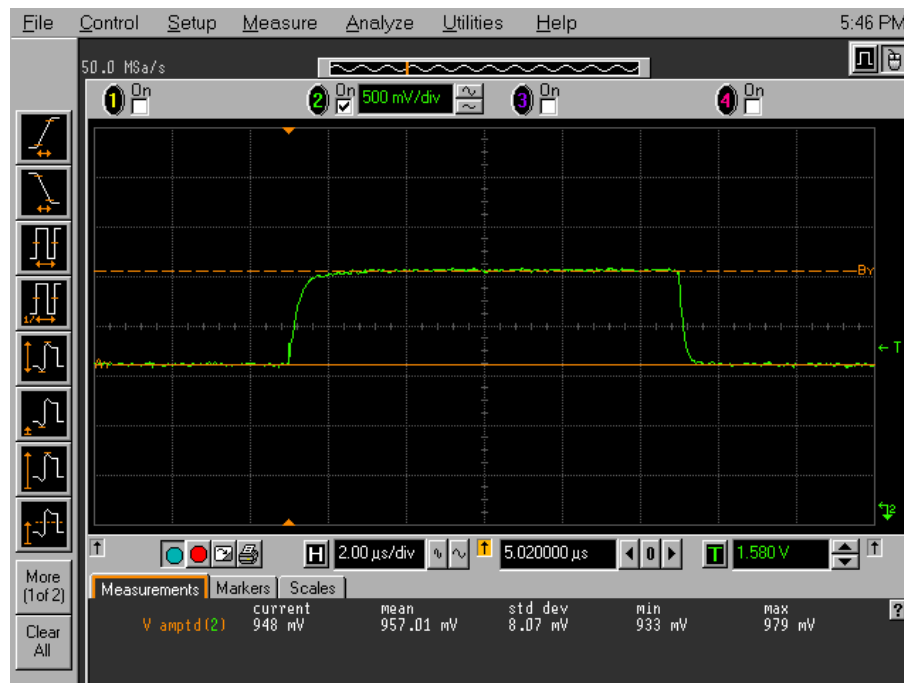 File Control Setup Measure Analyze Utilities Help 5:46 PM
50.0 MSa/s
1 On 2 On 500 mV/div 3 On 4 On
By
A
T
2
H 2.00 µs/div 5.020000 µs 0 T 1.580 V
More
(1of 2)
Clear
All
Measurements Markers Scales
current mean std dev min max
V amptd(2) 948 mV 957.01 mV 8.07 mV 933 mV 979 mV
?